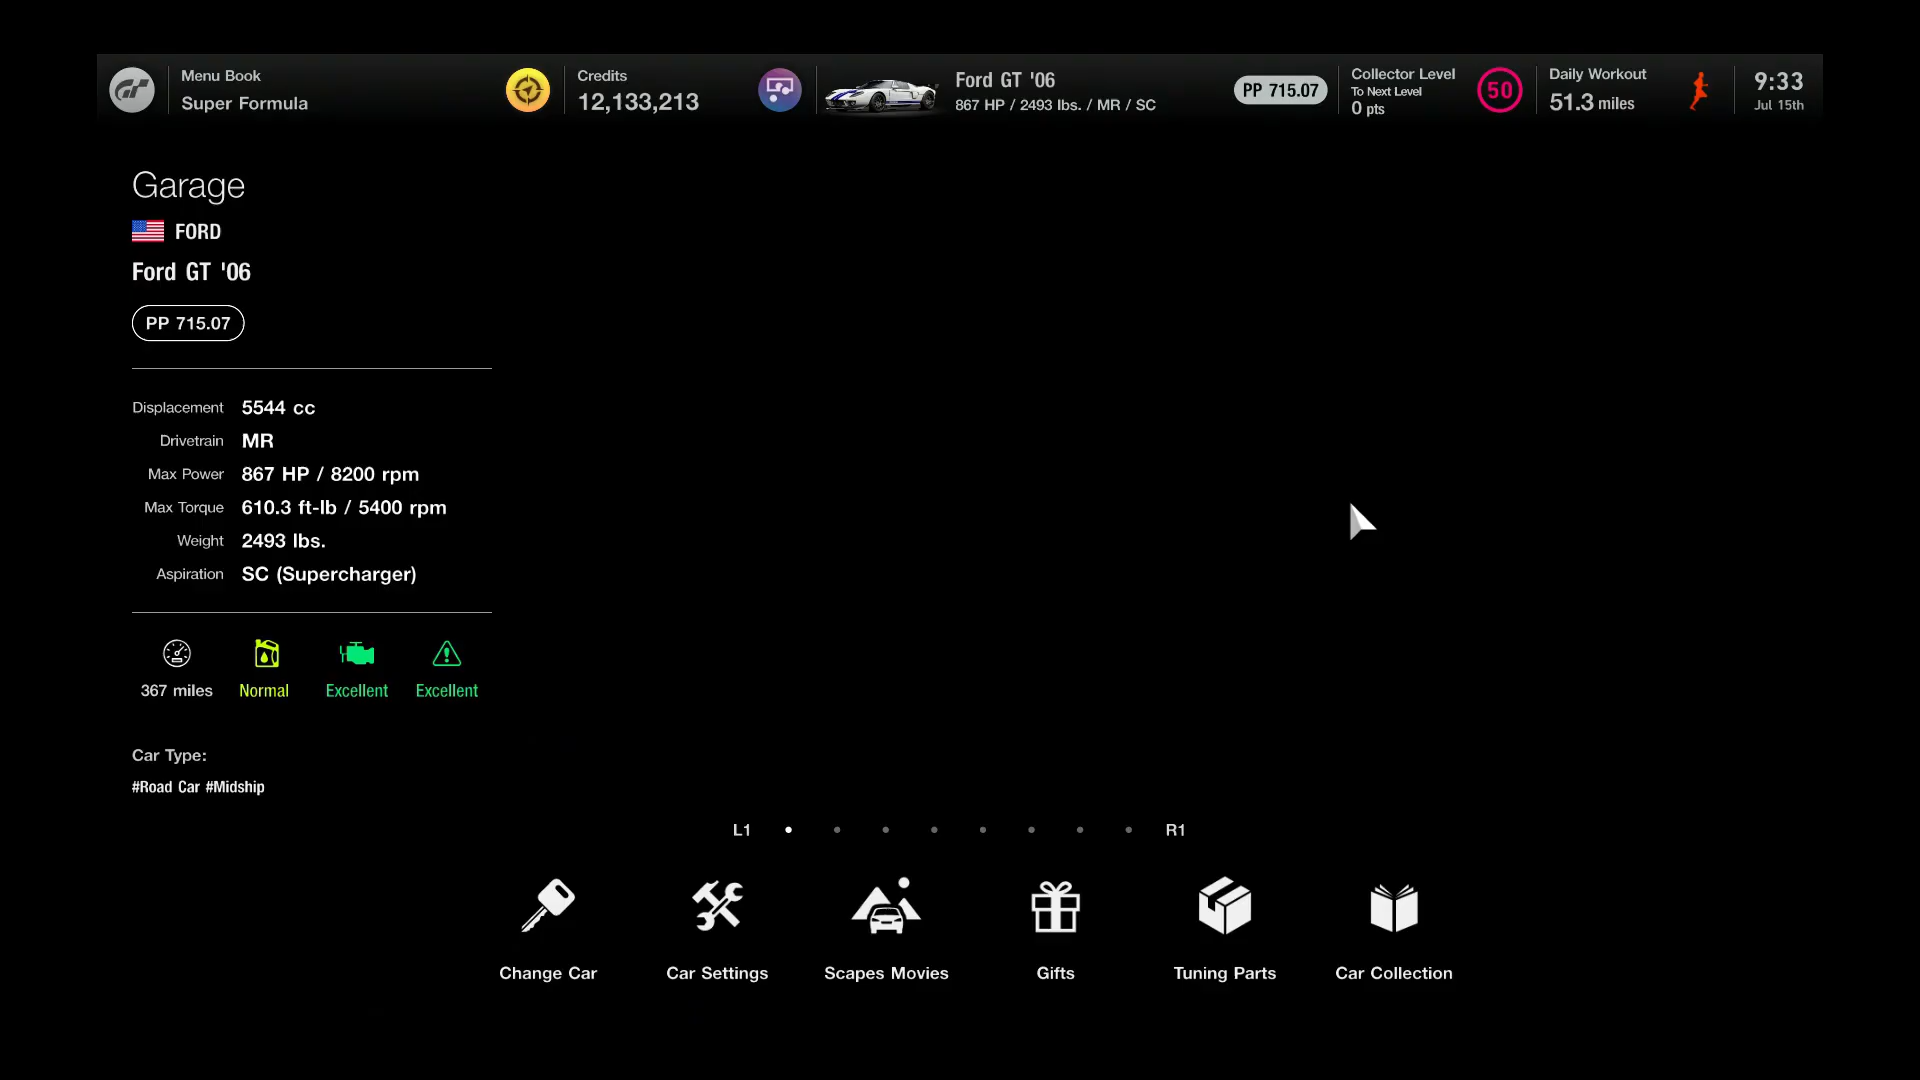 Menu Book
Super Formula
Credits
12,133,213
Ford GT '06
867 HP / 2493 lbs. / MR / SC
PP 715.07
Collector Level
To Next Level
0 pts
50
Daily Workout
51.3 miles
9:33
Jul 15th
Garage
FORD
Ford GT '06
PP 715.07
Displacement 5544 cc
Drivetrain MR
Max Power 867 HP / 8200 rpm
Max Torque 610.3 ft-lb / 5400 rpm
Weight 2493 lbs.
Aspiration SC (Supercharger)
367 miles Normal Excellent Excellent
Car Type:
#Road Car #Midship
L1 R1
Change Car Car Settings Scapes Movies Gifts Tuning Parts Car Collection